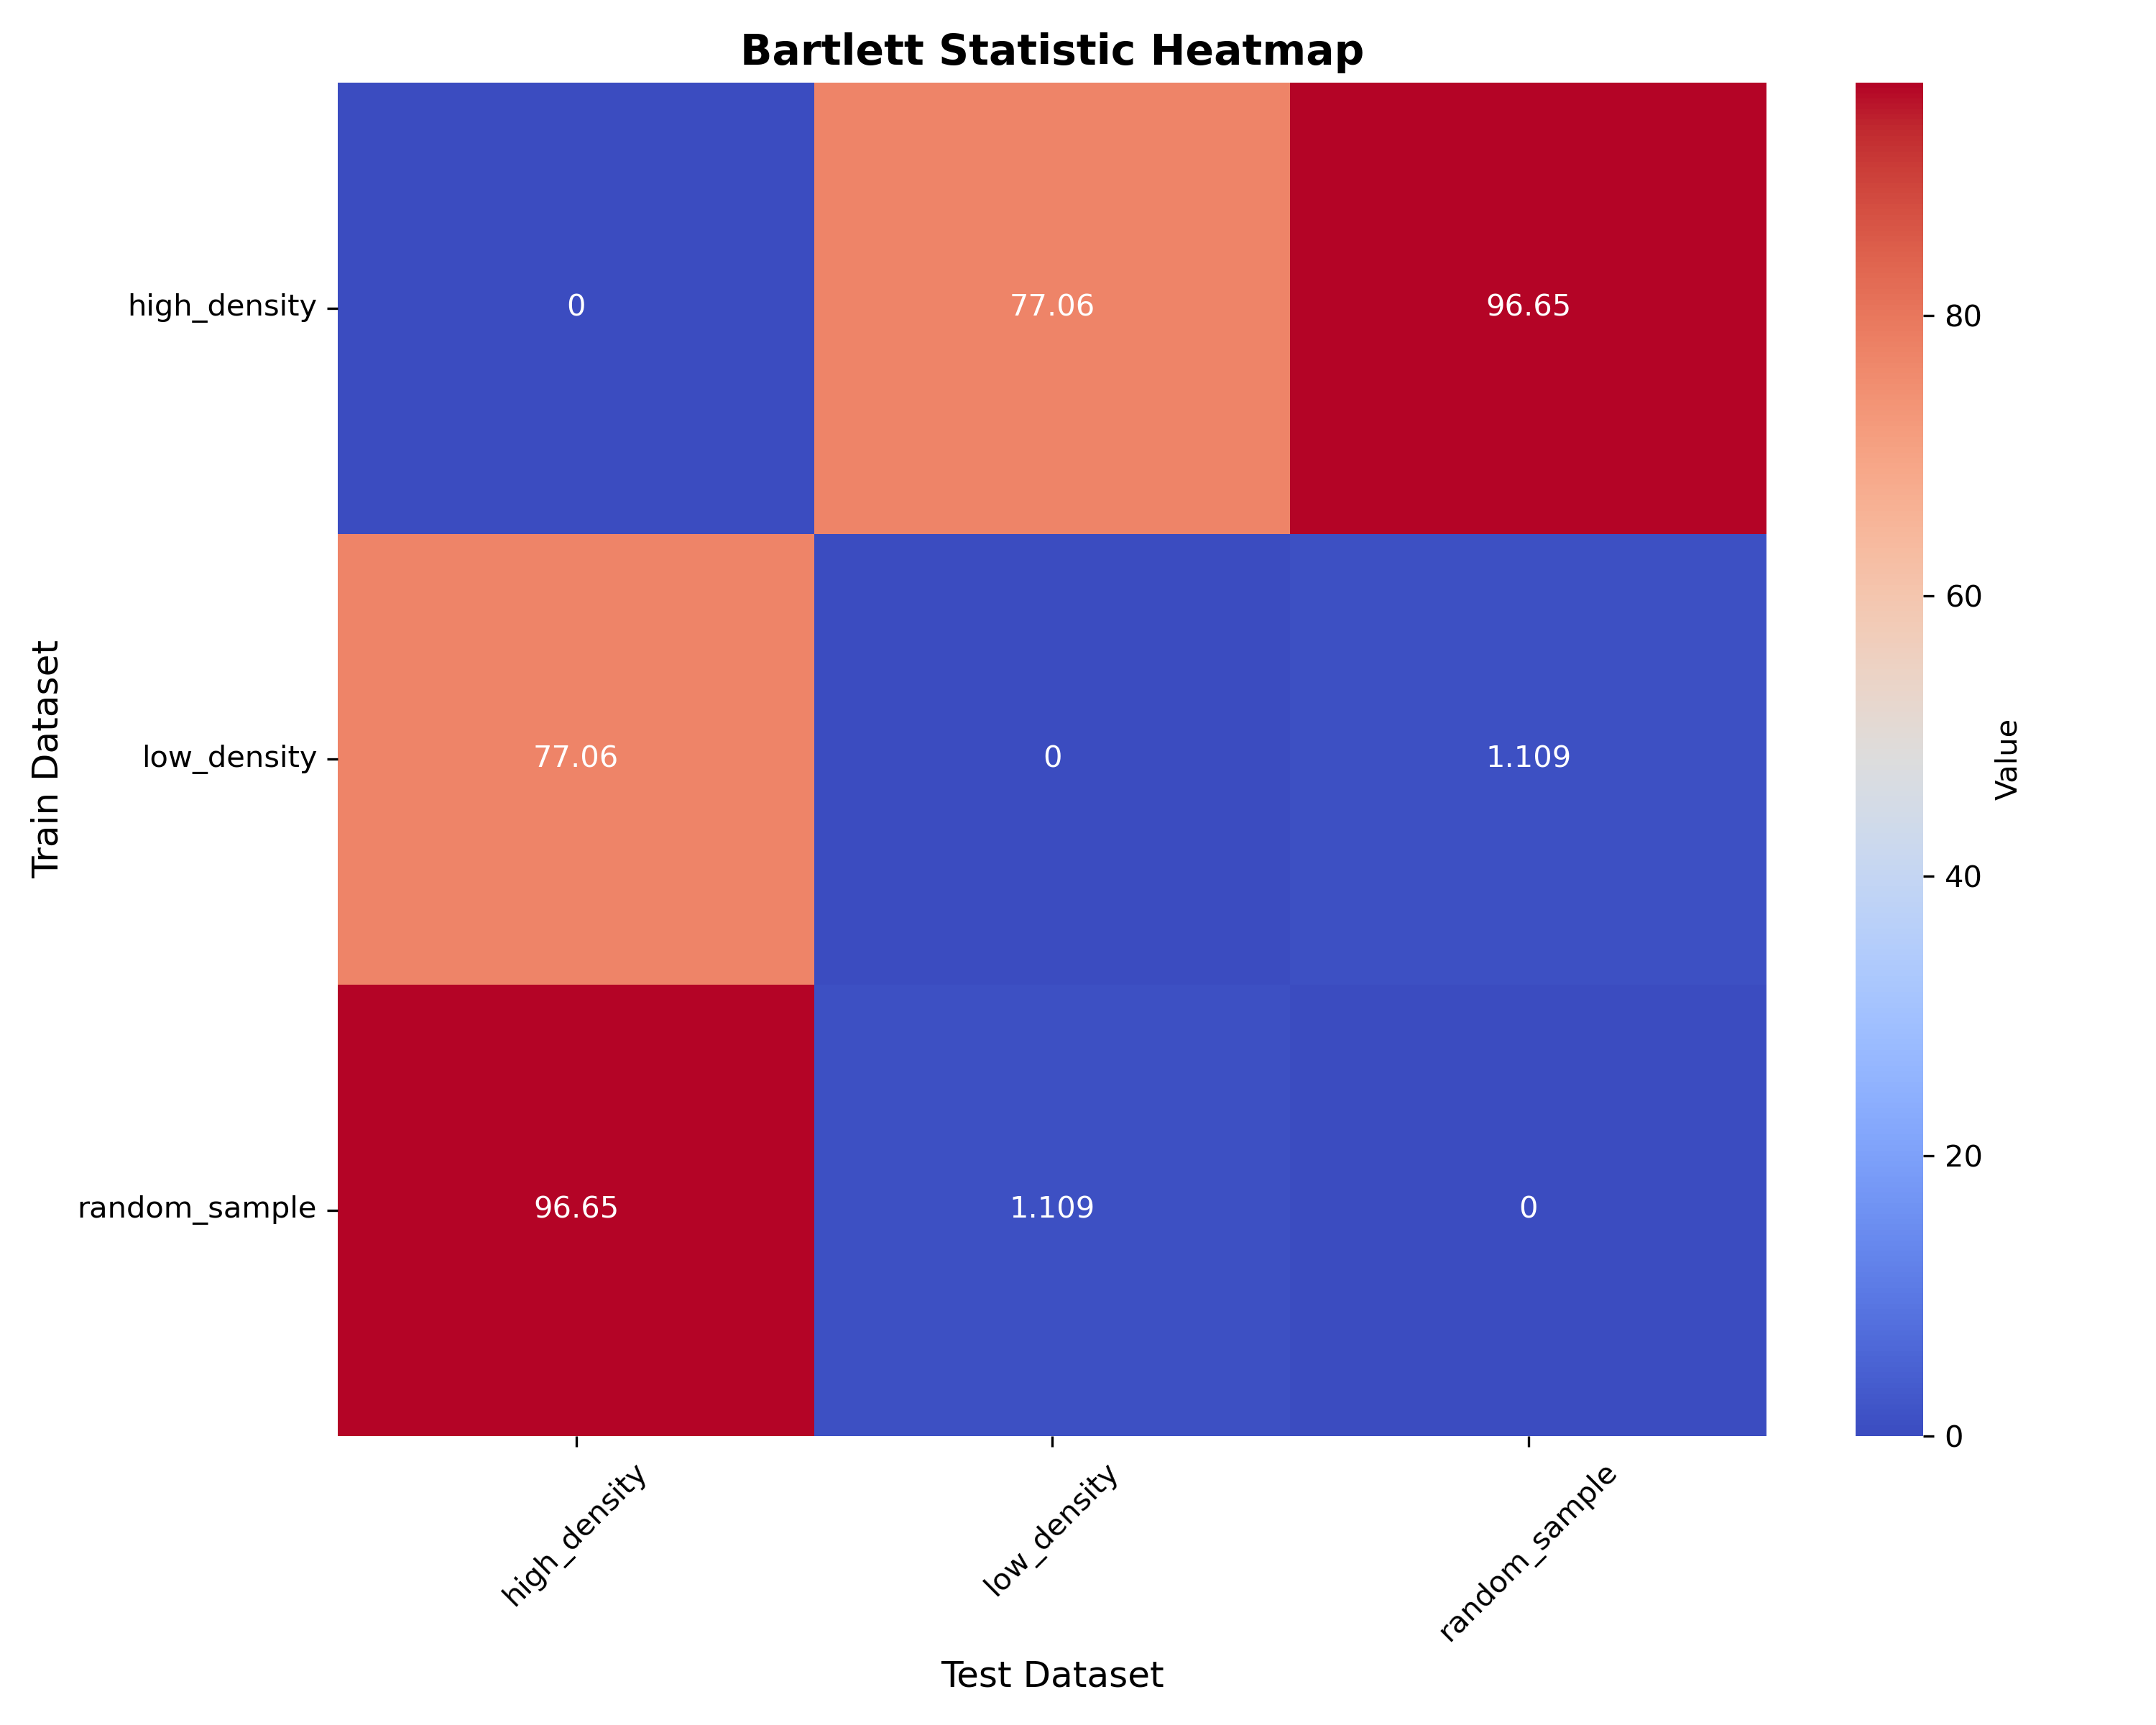 Bartlett Statistic Heatmap
Train Dataset
high_density
0
77.06
96.65
low_density
77.06
0
1.109
random_sample
96.65
1.109
0
high_density
low_density
random_sample
Test Dataset
80
60
40
20
0
Value